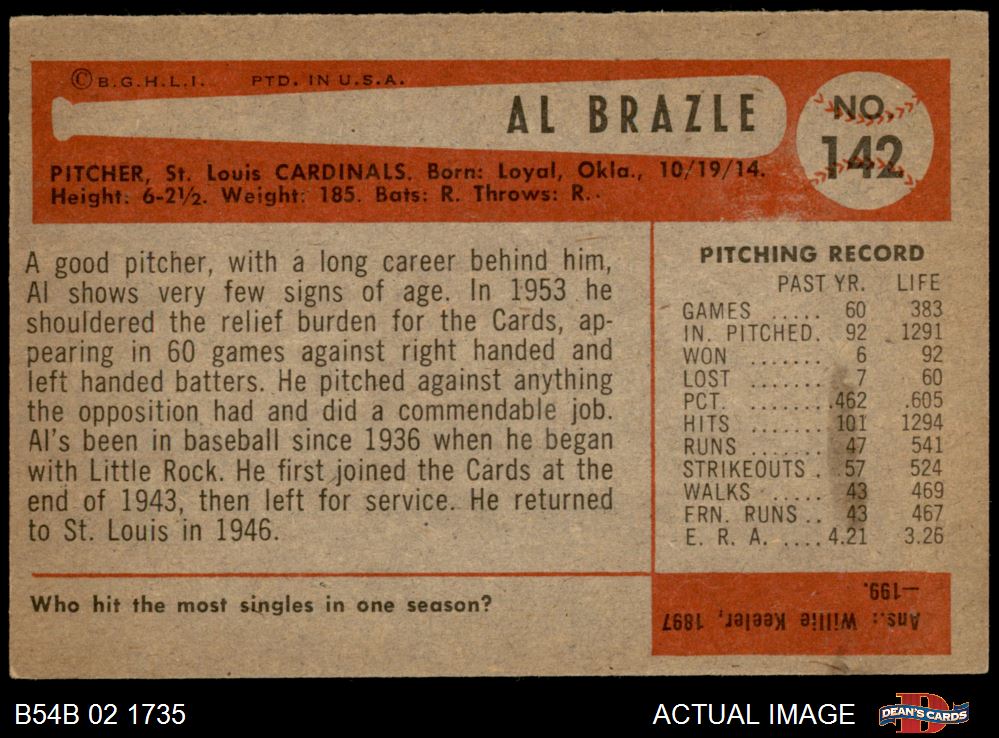 © B.G.H.L.I. PTD. IN U.S.A.
AL BRAZLE
NO.
142
PITCHER, St. Louis CARDINALS. Born: Loyal, Okla., 10/19/14.
Height: 6-2½. Weight: 185. Bats: R. Throws: R.
A good pitcher, with a long career behind him,
Al shows very few signs of age. In 1953 he
shouldered the relief burden for the Cards, ap-
pearing in 60 games against right handed and
left handed batters. He pitched against anything
the opposition had and did a commendable job.
Al's been in baseball since 1936 when he began
with Little Rock. He first joined the Cards at the
end of 1943, then left for service. He returned
to St. Louis in 1946.
Who hit the most singles in one season?
PITCHING RECORD
PAST YR. LIFE
GAMES ..... 60 383
IN. PITCHED. 92 1291
WON ....... 6 92
LOST ....... 7 60
PCT. ........ .462 .605
HITS ....... 101 1294
RUNS ....... 47 541
STRIKEOUTS . 57 524
WALKS ..... 43 469
ERN. RUNS .. 43 467
E. R. A. .... 4.21 3.26
Ans.: Willie Keeler, 1897
—199.
B54B 02 1735
ACTUAL IMAGE
DEAN'S CARDS